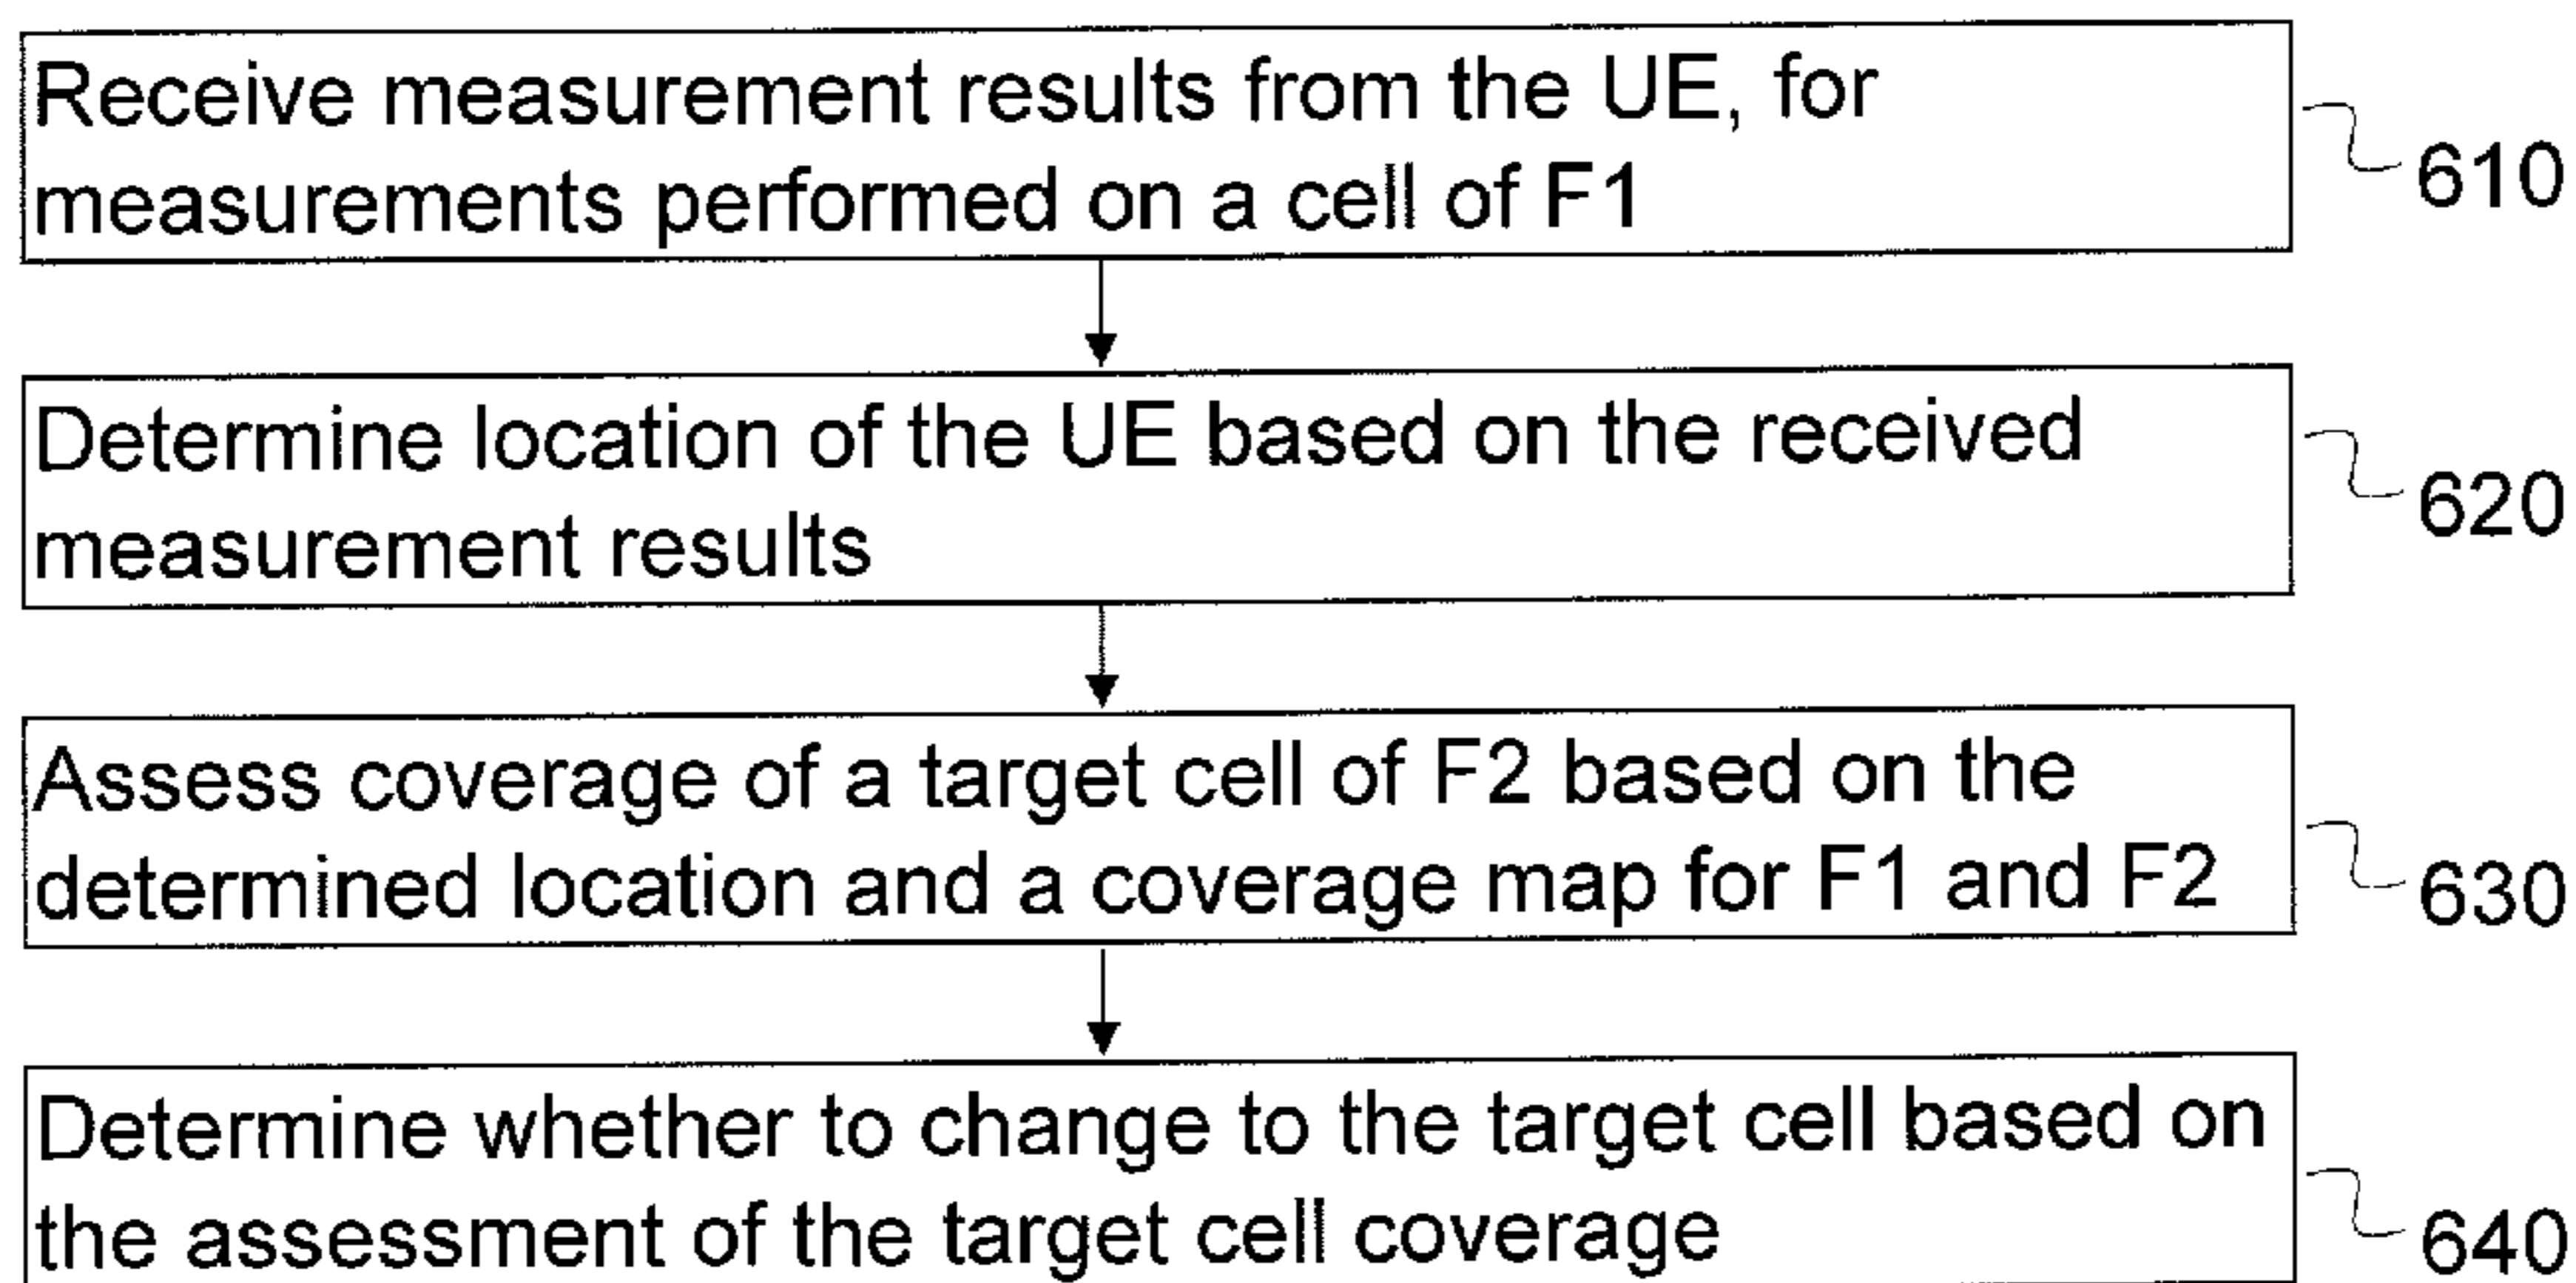 Receive measurement results from the UE, for
measurements performed on a cell of F1
610
Determine location of the UE based on the received
measurement results
620
Assess coverage of a target cell of F2 based on the
determined location and a coverage map for F1 and F2
630
Determine whether to change to the target cell based on
the assessment of the target cell coverage
640